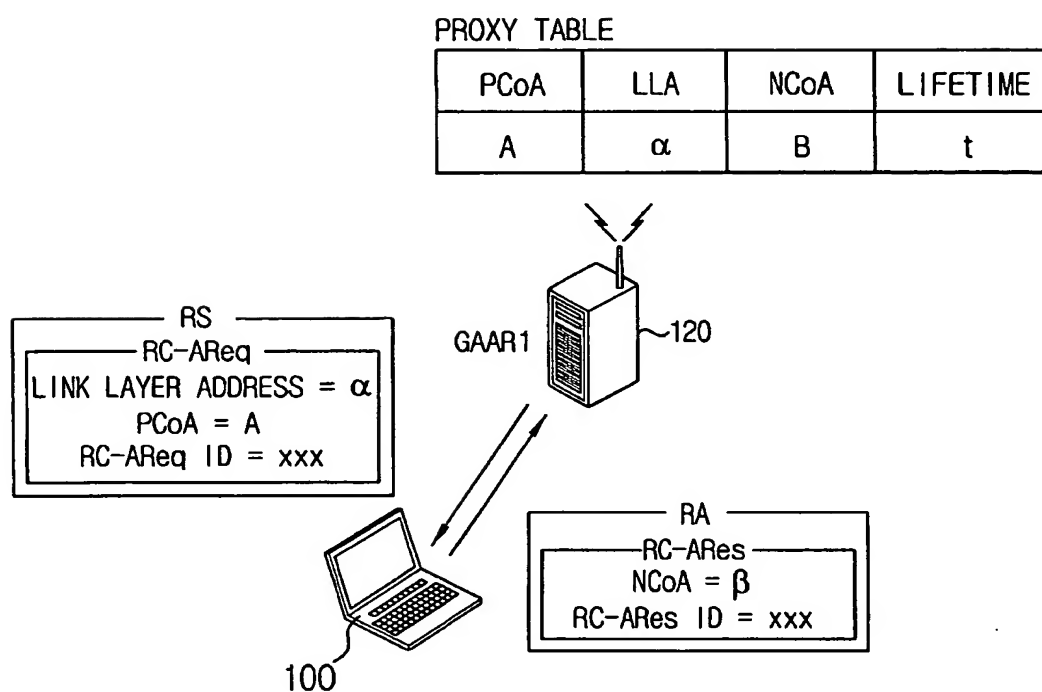 PROXY TABLE
PCoA LLA NCoA LIFETIME
A α B t
GAAR1
120
RS
RC-AReq
LINK LAYER ADDRESS = α
PCoA = A
RC-AReq ID = xxx
RA
RC-ARes
NCoA = β
RC-ARes ID = xxx
100